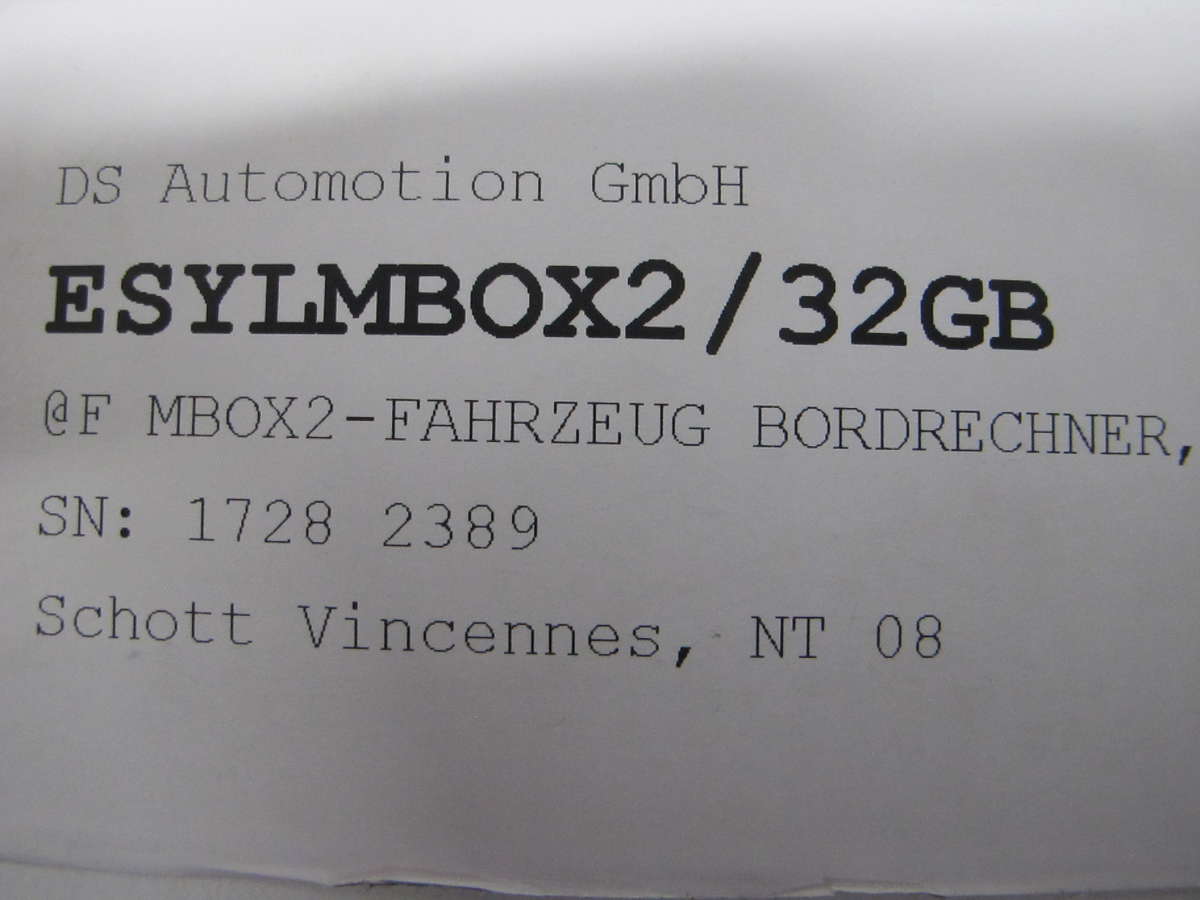 DS Automotion GmbH
ESYLMBOX2/32GB
@F MBOX2-FAHRZEUG BORDRECHNER,
SN: 1728 2389
Schott Vincennes, NT 08